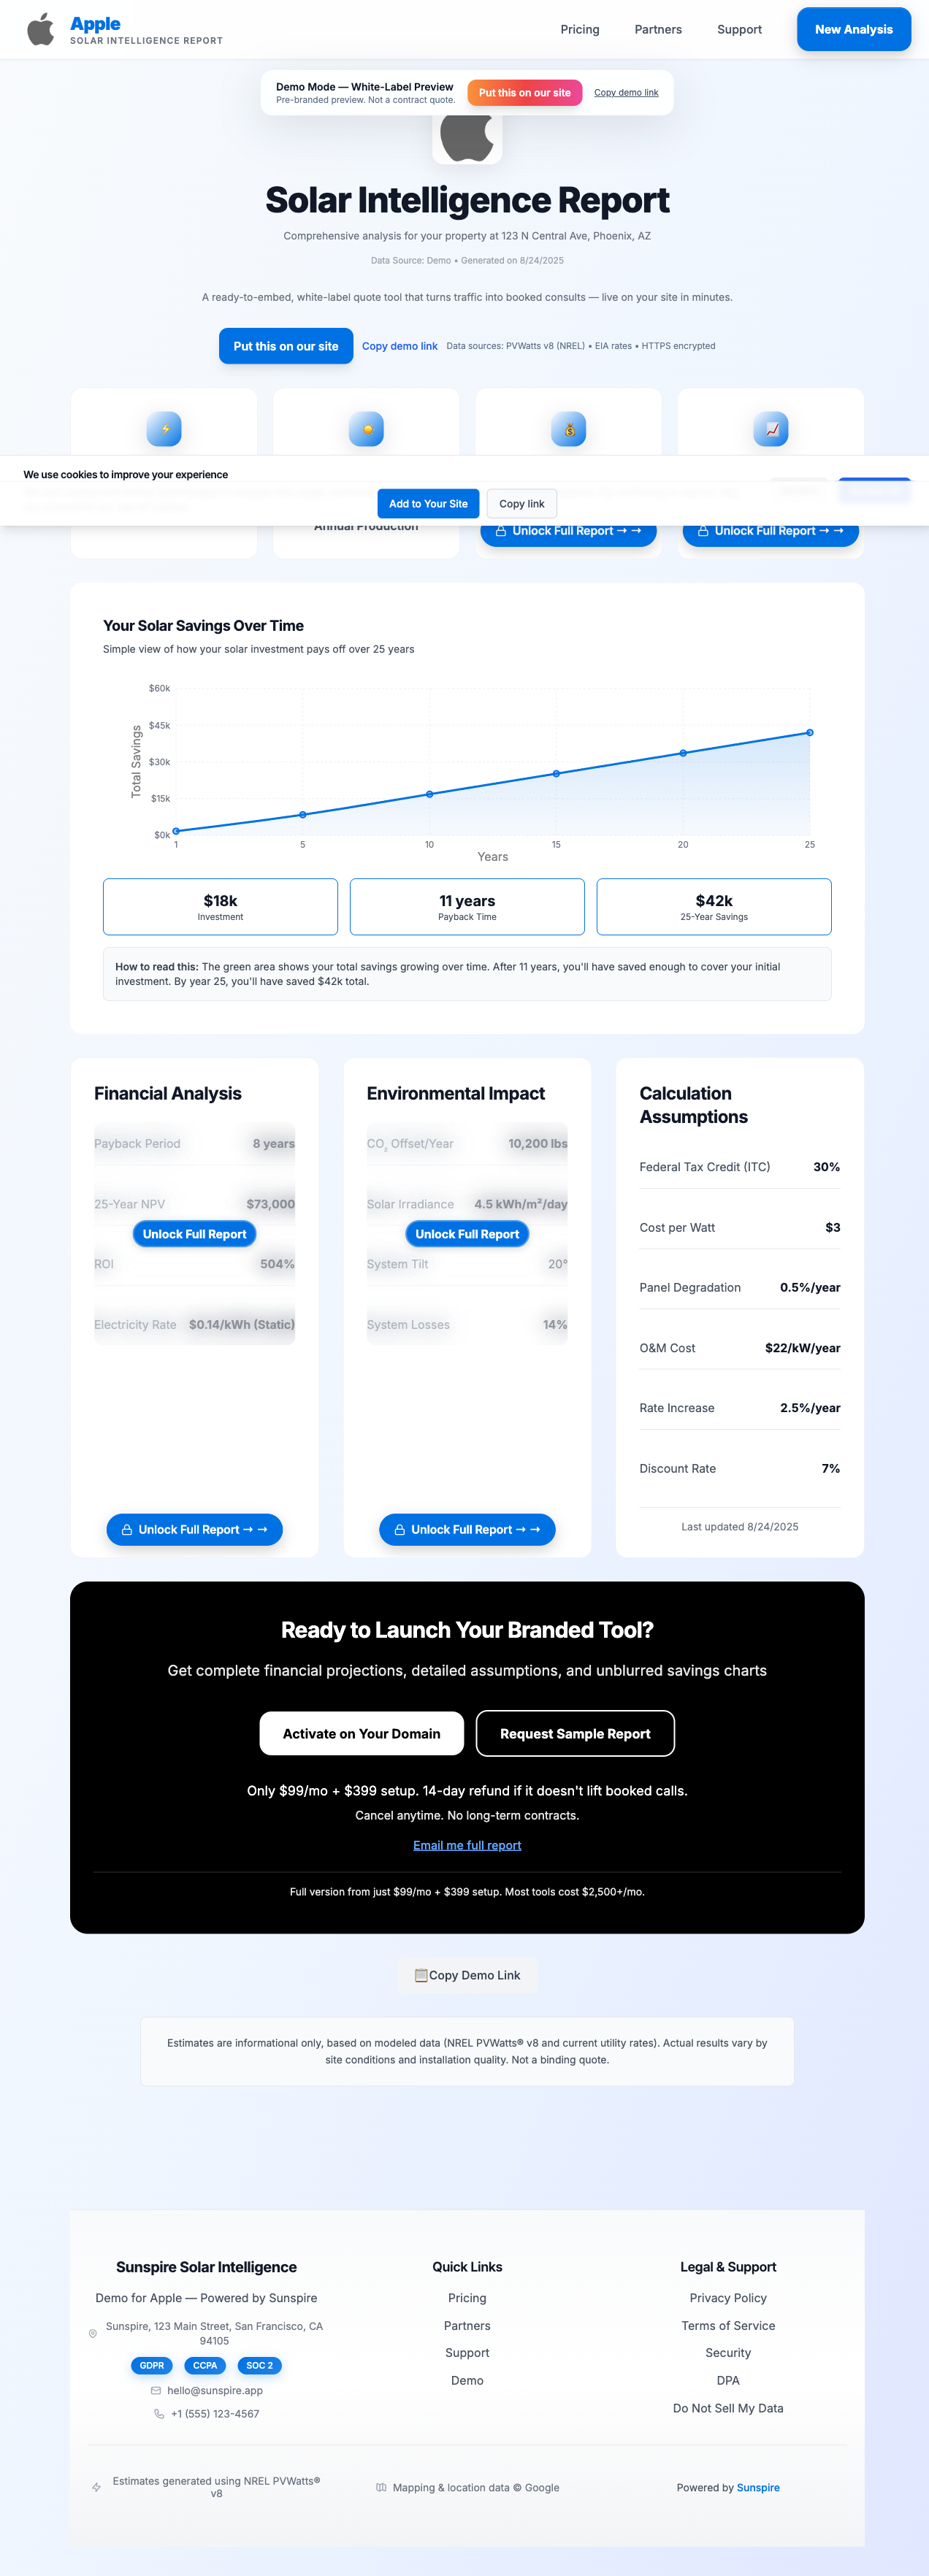 Apple
SOLAR INTELLIGENCE REPORT
Pricing
Partners
Support
New Analysis
Demo Mode — White-Label Preview
Pre-branded preview. Not a contract quote.
Put this on our site
Copy demo link
Solar Intelligence Report
Comprehensive analysis for your property at 123 N Central Ave, Phoenix, AZ
Data Source: Demo • Generated on 8/24/2025
A ready-to-embed, white-label quote tool that turns traffic into booked consults — live on your site in minutes.
Put this on our site
Copy demo link
Data sources: PVWatts v8 (NREL) • EIA rates • HTTPS encrypted
We use cookies to improve your experience
Add to Your Site
Copy link
Annual Production
Unlock Full Report → →
Unlock Full Report → →
Your Solar Savings Over Time
Simple view of how your solar investment pays off over 25 years
Total Savings
$60k
$45k
$30k
$15k
$0k
1
5
10
15
20
25
Years
$18k
Investment
11 years
Payback Time
$42k
25-Year Savings
How to read this: The green area shows your total savings growing over time. After 11 years, you'll have saved enough to cover your initial
investment. By year 25, you'll have saved $42k total.
Financial Analysis
Payback Period
8 years
25-Year NPV
$73,000
Unlock Full Report
ROI
504%
Electricity Rate
$0.14/kWh (Static)
Unlock Full Report → →
Environmental Impact
CO₂ Offset/Year
10,200 lbs
Solar Irradiance
4.5 kWh/m²/day
Unlock Full Report
System Tilt
20°
System Losses
14%
Unlock Full Report → →
Calculation
Assumptions
Federal Tax Credit (ITC)
30%
Cost per Watt
$3
Panel Degradation
0.5%/year
O&M Cost
$22/kW/year
Rate Increase
2.5%/year
Discount Rate
7%
Last updated 8/24/2025
Ready to Launch Your Branded Tool?
Get complete financial projections, detailed assumptions, and unblurred savings charts
Activate on Your Domain
Request Sample Report
Only $99/mo + $399 setup. 14-day refund if it doesn't lift booked calls.
Cancel anytime. No long-term contracts.
Email me full report
Full version from just $99/mo + $399 setup. Most tools cost $2,500+/mo.
Copy Demo Link
Estimates are informational only, based on modeled data (NREL PVWatts® v8 and current utility rates). Actual results vary by
site conditions and installation quality. Not a binding quote.
Sunspire Solar Intelligence
Demo for Apple — Powered by Sunspire
Sunspire, 123 Main Street, San Francisco, CA
94105
GDPR
CCPA
SOC 2
hello@sunspire.app
+1 (555) 123-4567
Quick Links
Pricing
Partners
Support
Demo
Legal & Support
Privacy Policy
Terms of Service
Security
DPA
Do Not Sell My Data
Estimates generated using NREL PVWatts®
v8
Mapping & location data © Google
Powered by Sunspire